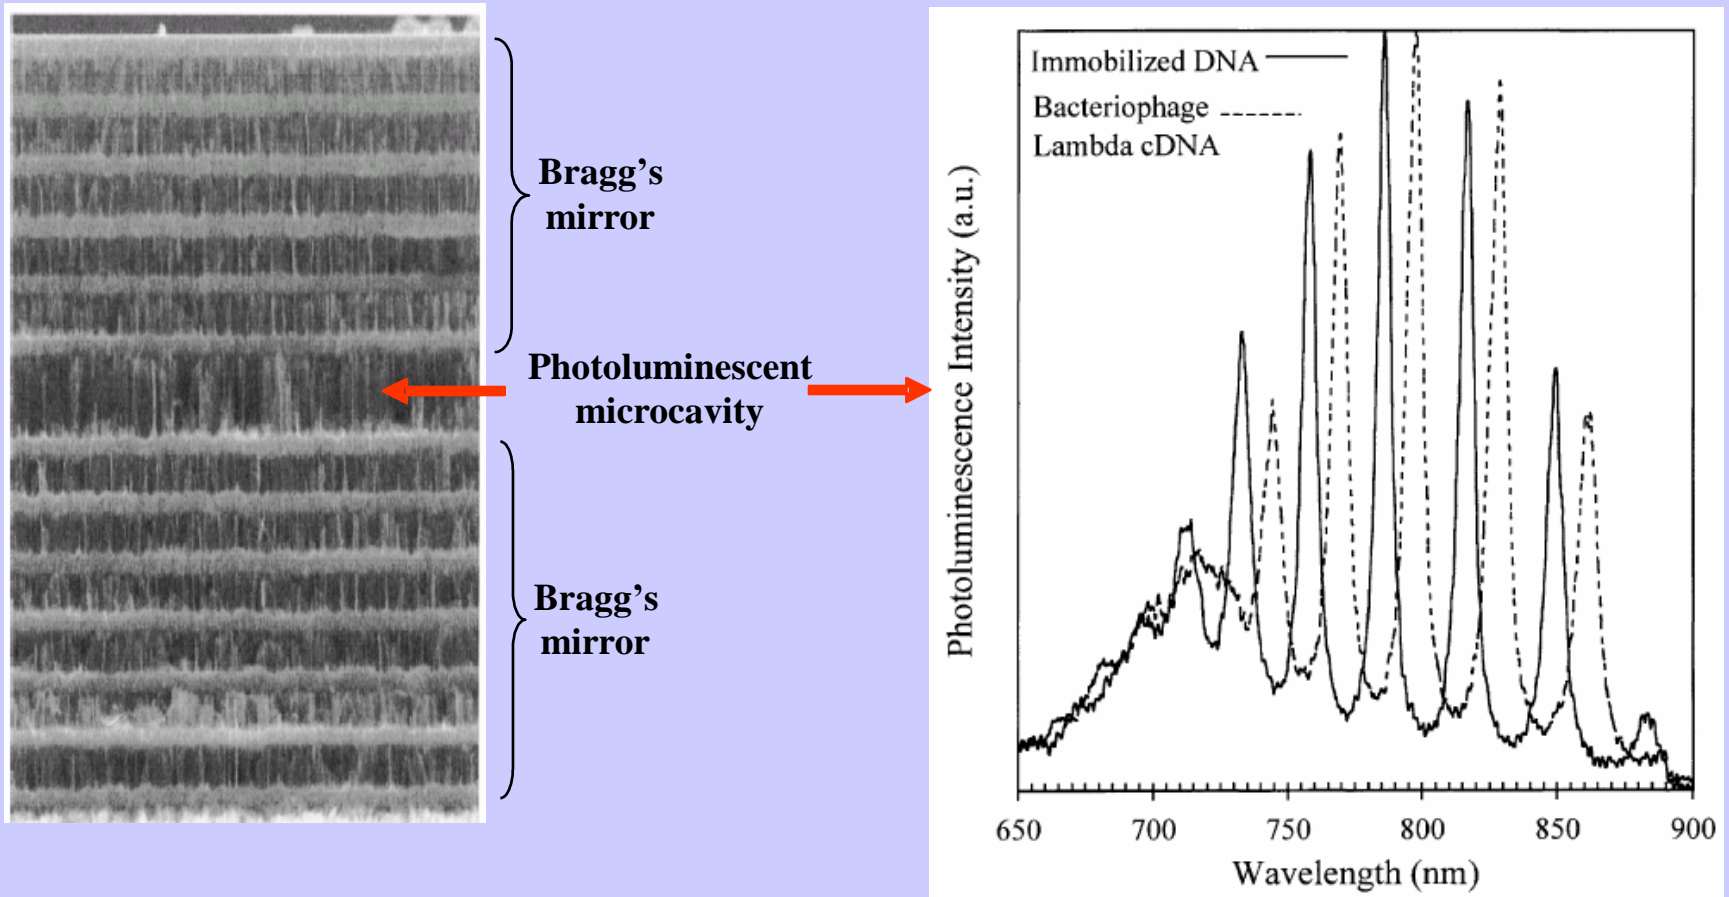 Bragg's
mirror
Photoluminescent
microcavity
Bragg's
mirror
Immobilized DNA
Bacteriophage
Lambda cDNA
Photoluminescence Intensity (a.u.)
650 700 750 800 850 900
Wavelength (nm)